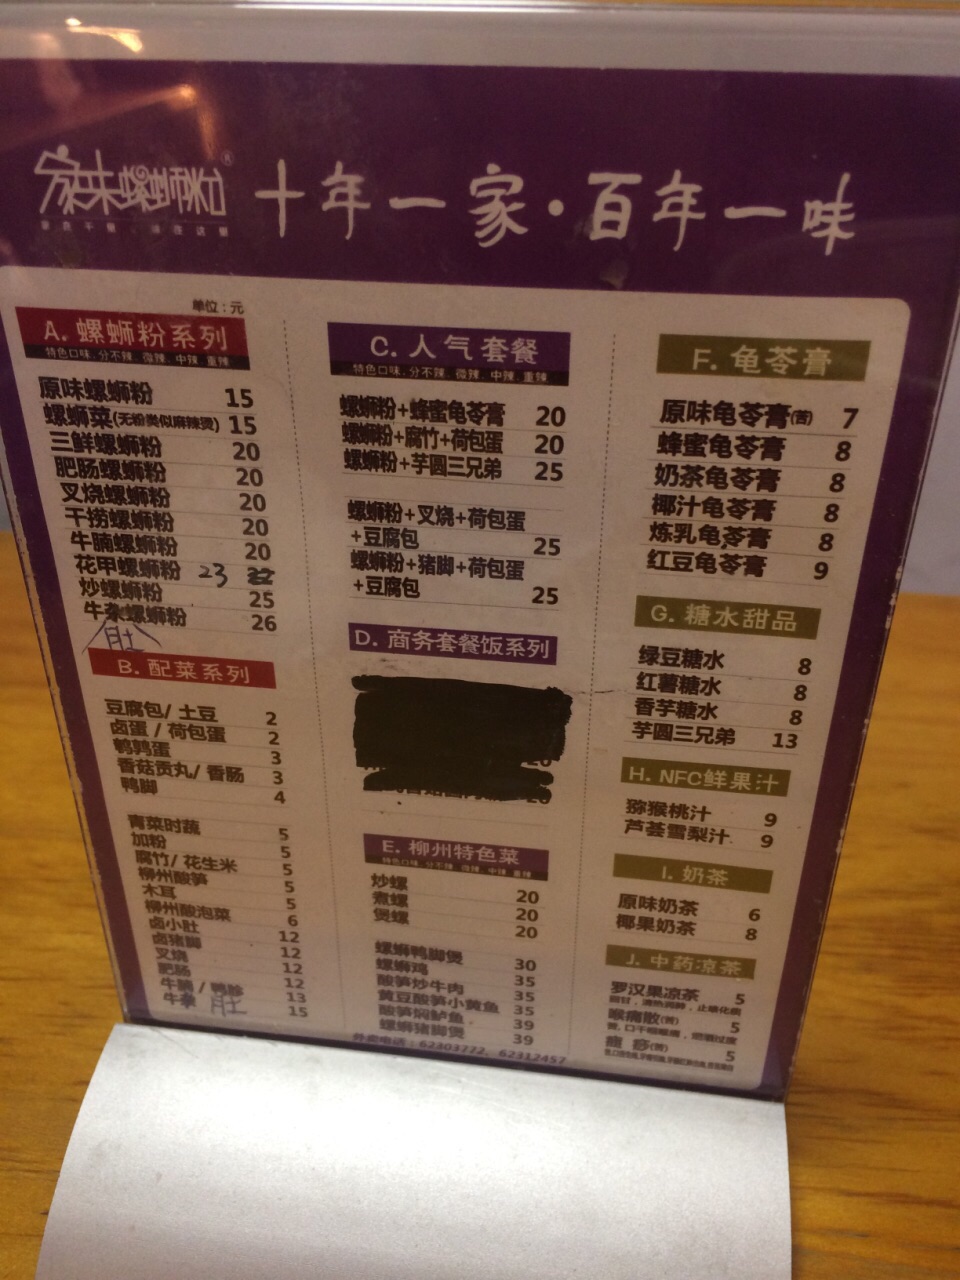 家味螺蛳粉®
十年一家·百年一味
单位：元
A. 螺蛳粉系列
特色口味，分不辣、微辣、中辣、重辣
原味螺蛳粉 15
螺蛳菜(无粉类似麻辣烫) 15
三鲜螺蛳粉 20
肥肠螺蛳粉 20
叉烧螺蛳粉 20
干捞螺蛳粉 20
牛腩螺蛳粉 20
花甲螺蛳粉 23 22
炒螺蛳粉 25
牛杂螺蛳粉 26
肚
B. 配菜系列
豆腐包/ 土豆 2
卤蛋 / 荷包蛋 2
鹌鹑蛋 3
香菇贡丸/ 香肠 3
鸭脚 4
青菜时蔬 5
加粉 5
腐竹/ 花生米 5
柳州酸笋 5
木耳 5
柳州酸泡菜 6
卤小肚 12
卤猪脚 12
叉烧 12
肥肠 12
牛腩 / 鸭胗 13
牛杂 肚 15
C. 人气套餐
特色口味，分不辣、微辣、中辣、重辣
螺蛳粉+蜂蜜龟苓膏 20
螺蛳粉+腐竹+荷包蛋 20
螺蛳粉+芋圆三兄弟 25
螺蛳粉+叉烧+荷包蛋
+豆腐包 25
螺蛳粉+猪脚+荷包蛋
+豆腐包 25
D. 商务套餐饭系列
20
E. 柳州特色菜
特色口味，分不辣、微辣、中辣、重辣
炒螺 20
煮螺 20
煲螺 20
螺蛳鸭脚煲 30
螺蛳鸡 35
酸笋炒牛肉 35
黄豆酸笋小黄鱼 35
酸笋焖鲈鱼 39
螺蛳猪脚煲 39
外卖电话：62303772，62312457
F. 龟苓膏
原味龟苓膏(苦) 7
蜂蜜龟苓膏 8
奶茶龟苓膏 8
椰汁龟苓膏 8
炼乳龟苓膏 8
红豆龟苓膏 9
G. 糖水甜品
绿豆糖水 8
红薯糖水 8
香芋糖水 8
芋圆三兄弟 13
H. NFC鲜果汁
猕猴桃汁 9
芦荟雪梨汁 9
I. 奶茶
原味奶茶 6
椰果奶茶 8
J. 中药凉茶
罗汉果凉茶 5
喉痛散(苦) 5
5